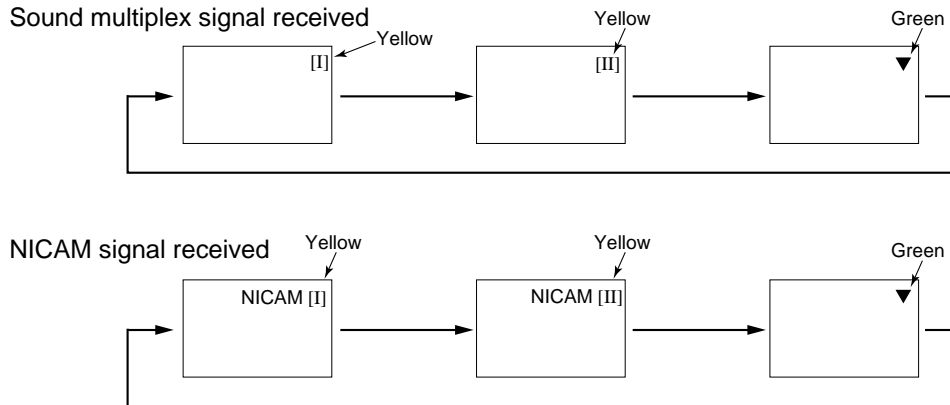 Sound multiplex signal received
Yellow
Yellow
Green
[I]
[II]
▼
NICAM signal received
Yellow
Yellow
Green
NICAM [I]
NICAM [II]
▼